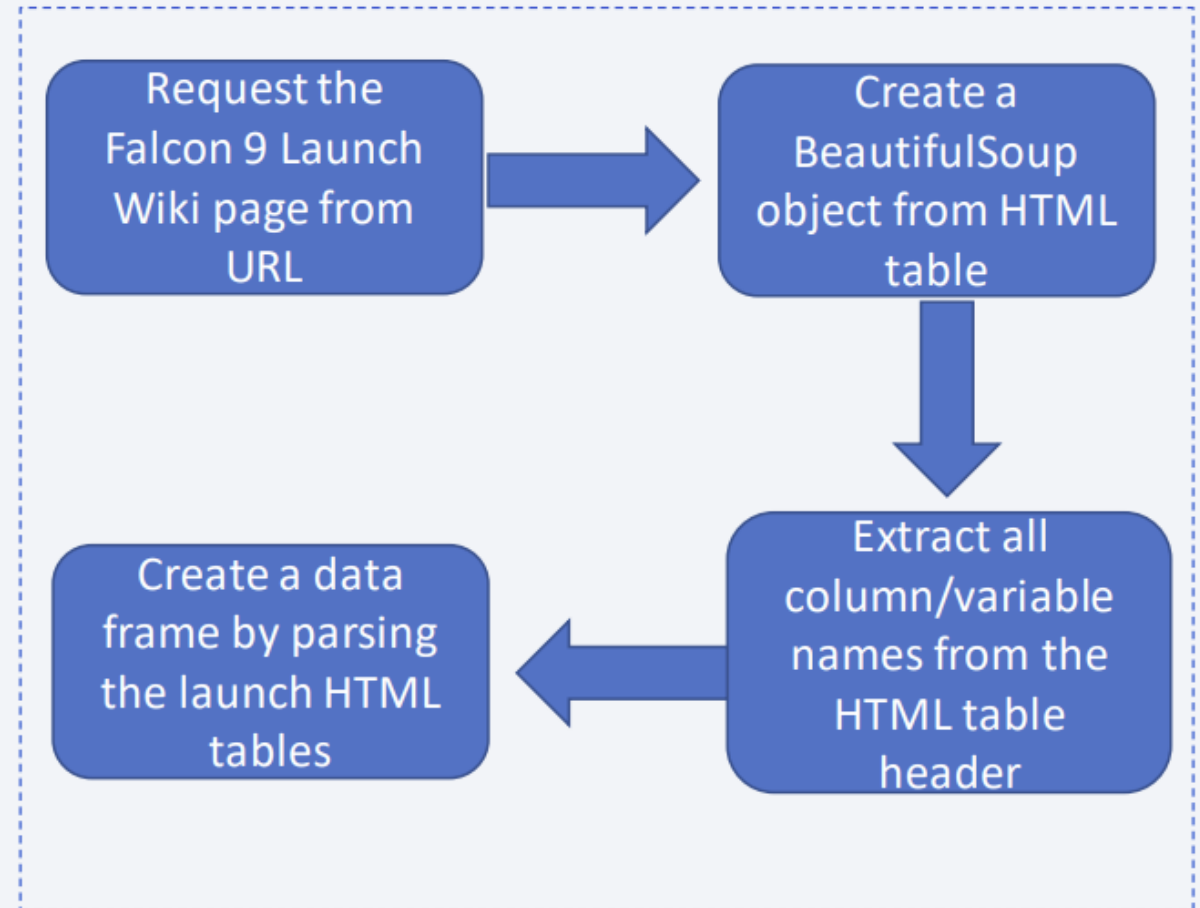 Request the
Falcon 9 Launch
Wiki page from
URL
Create a
BeautifulSoup
object from HTML
table
Extract all
column/variable
names from the
HTML table
header
Create a data
frame by parsing
the launch HTML
tables